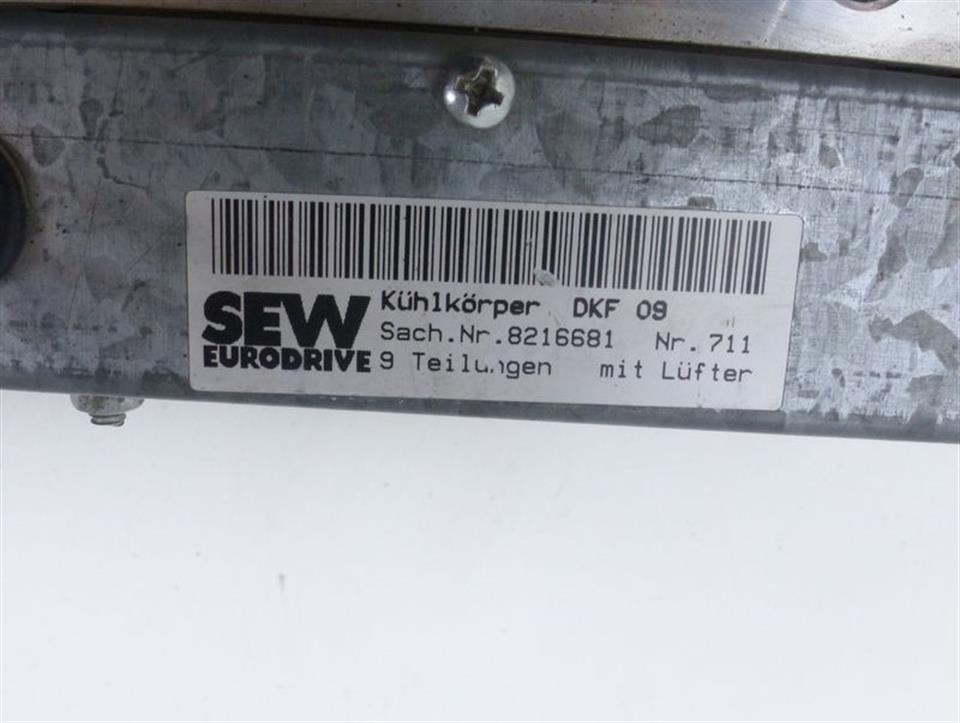 SEW
EURODRIVE
Kühlkörper DKF 09
Sach.Nr.8216681 Nr.711
9 Teilungen mit Lüfter